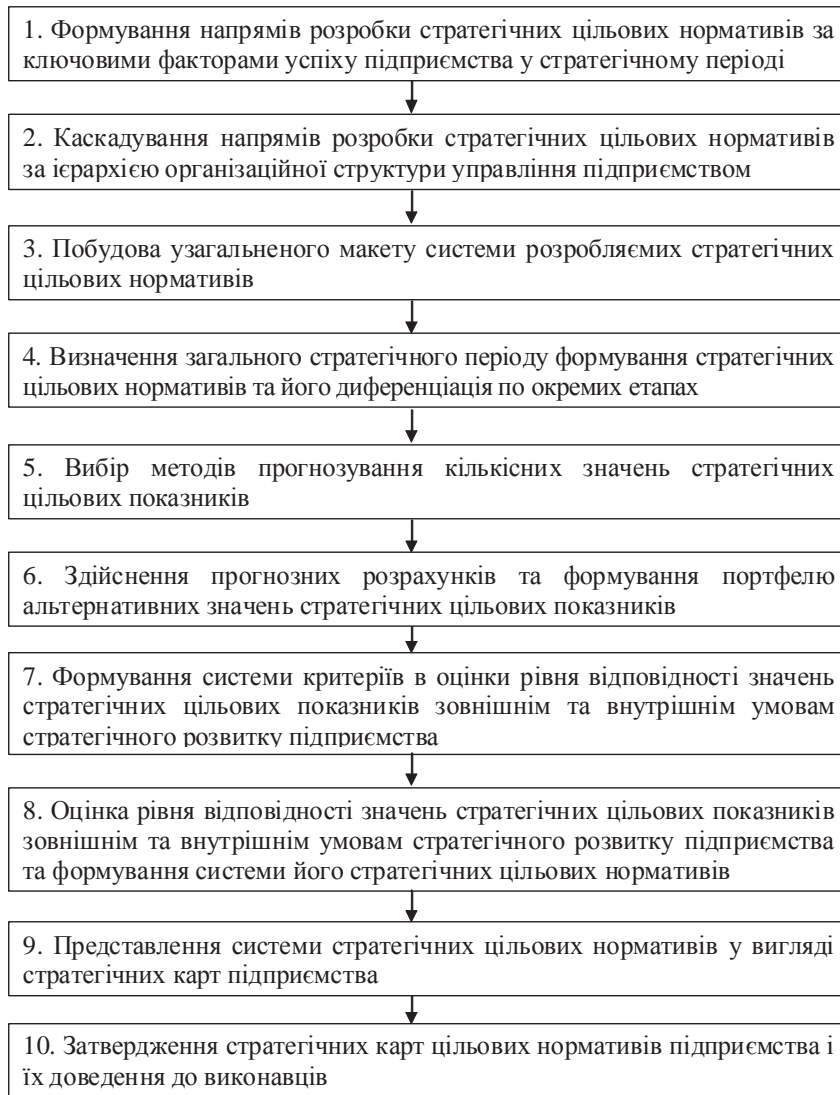 1. Формування напрямів розробки стратегічних цільових нормативів за
ключовими факторами успіху підприємства у стратегічному періоді
2. Каскадування напрямів розробки стратегічних цільових нормативів
за ієрархією організаційної структури управління підприємством
3. Побудова узагальненого макету системи розробляємих стратегічних
цільових нормативів
4. Визначення загального стратегічного періоду формування стратегічних
цільових нормативів та його диференціація по окремих етапах
5. Вибір методів прогнозування кількісних значень стратегічних
цільових показників
6. Здійснення прогнозних розрахунків та формування портфелю
альтернативних значень стратегічних цільових показників
7. Формування системи критеріїв в оцінки рівня відповідності значень
стратегічних цільових показників зовнішнім та внутрішнім умовам
стратегічного розвитку підприємства
8. Оцінка рівня відповідності значень стратегічних цільових показників
зовнішнім та внутрішнім умовам стратегічного розвитку підприємства
та формування системи його стратегічних цільових нормативів
9. Представлення системи стратегічних цільових нормативів у вигляді
стратегічних карт підприємства
10. Затвердження стратегічних карт цільових нормативів підприємства і
їх доведення до виконавців